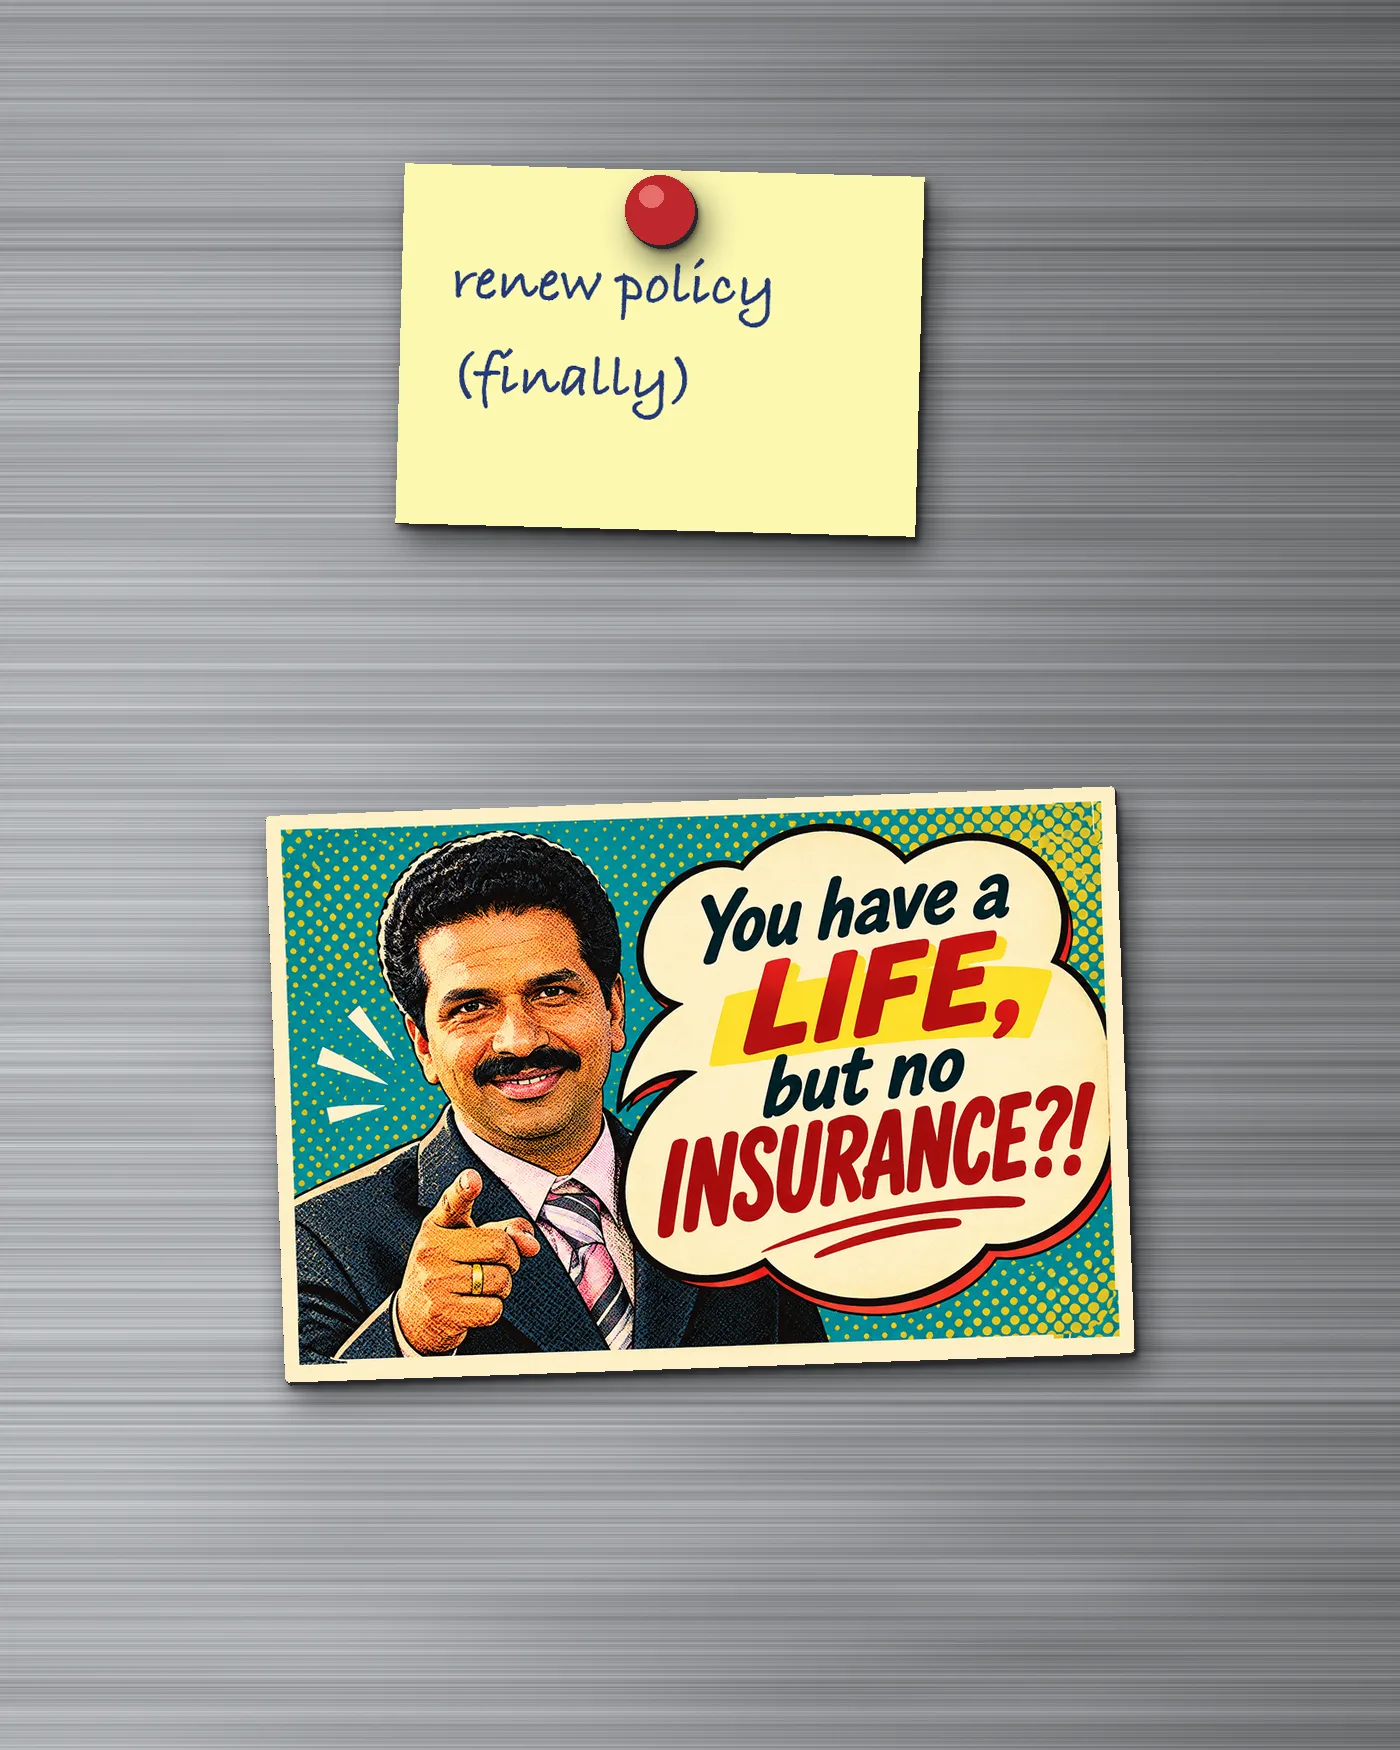 renew policy
(finally)
You have a
LIFE,
but no
INSURANCE?!